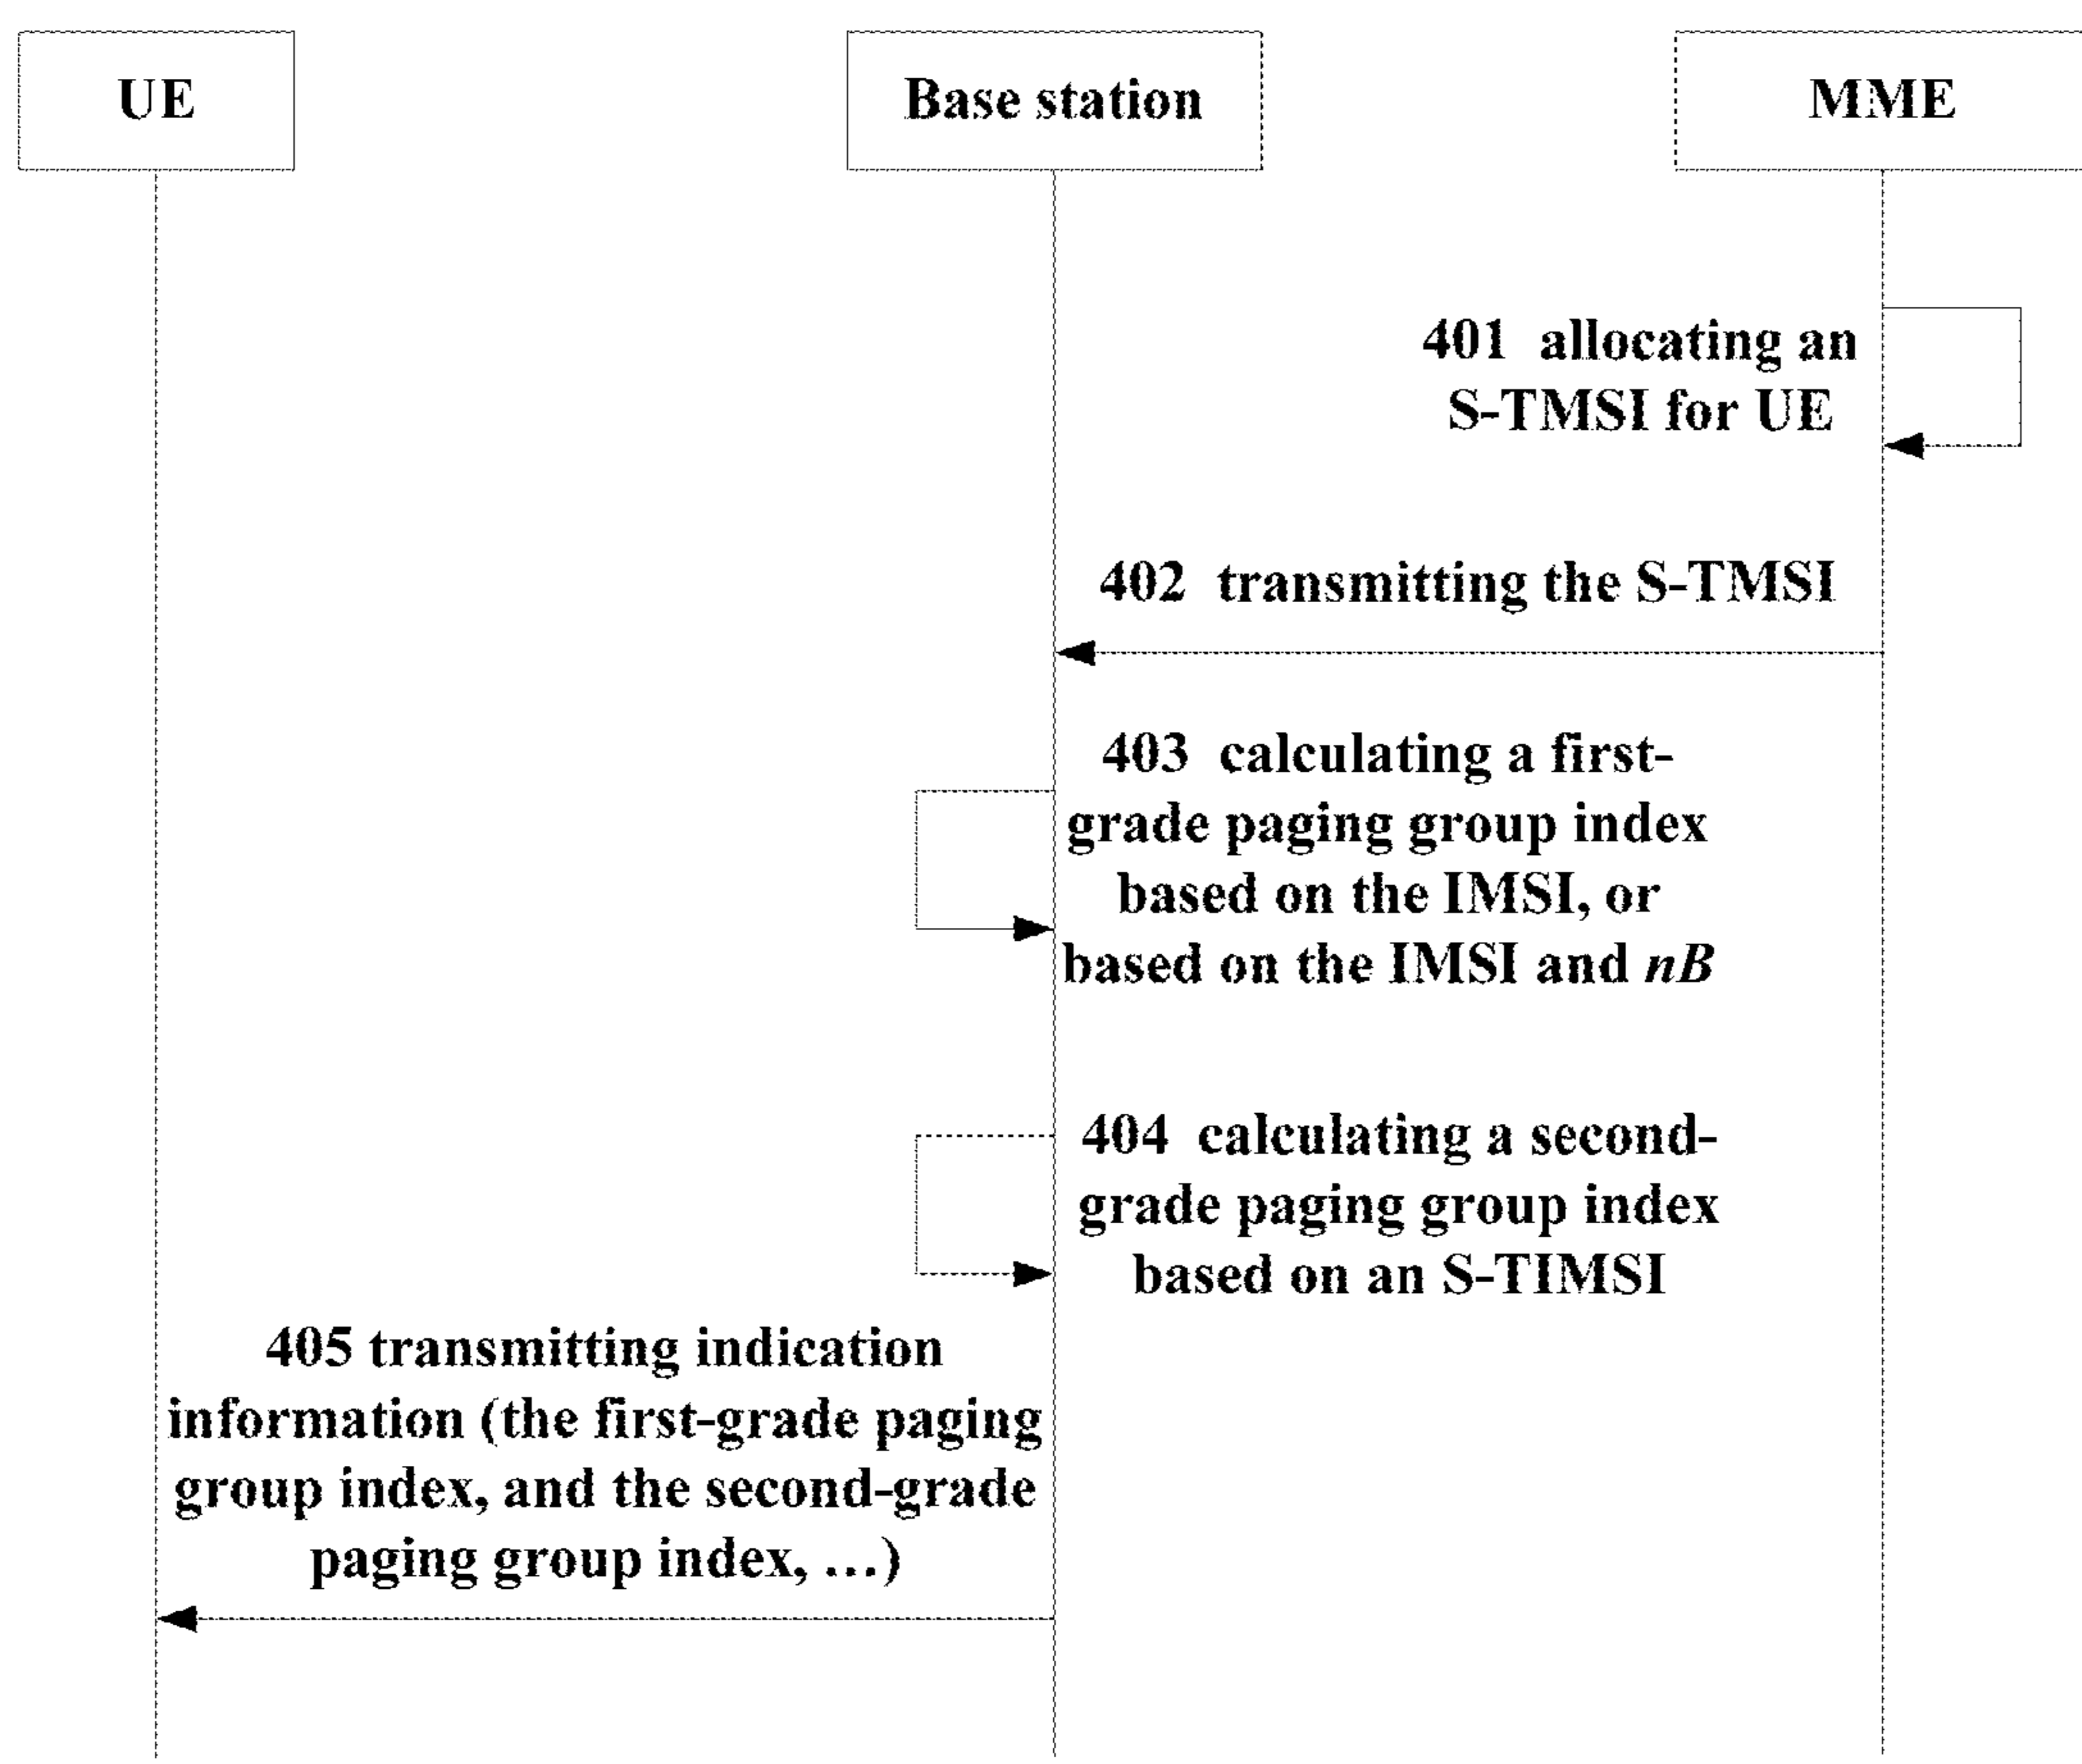 UE
Base station
MME
401 allocating an
S-TMSI for UE
402 transmitting the S-TMSI
403 calculating a first-
grade paging group index
based on the IMSI, or
based on the IMSI and nB
404 calculating a second-
grade paging group index
based on an S-TIMSI
405 transmitting indication
information (the first-grade paging
group index, and the second-grade
paging group index, ...)